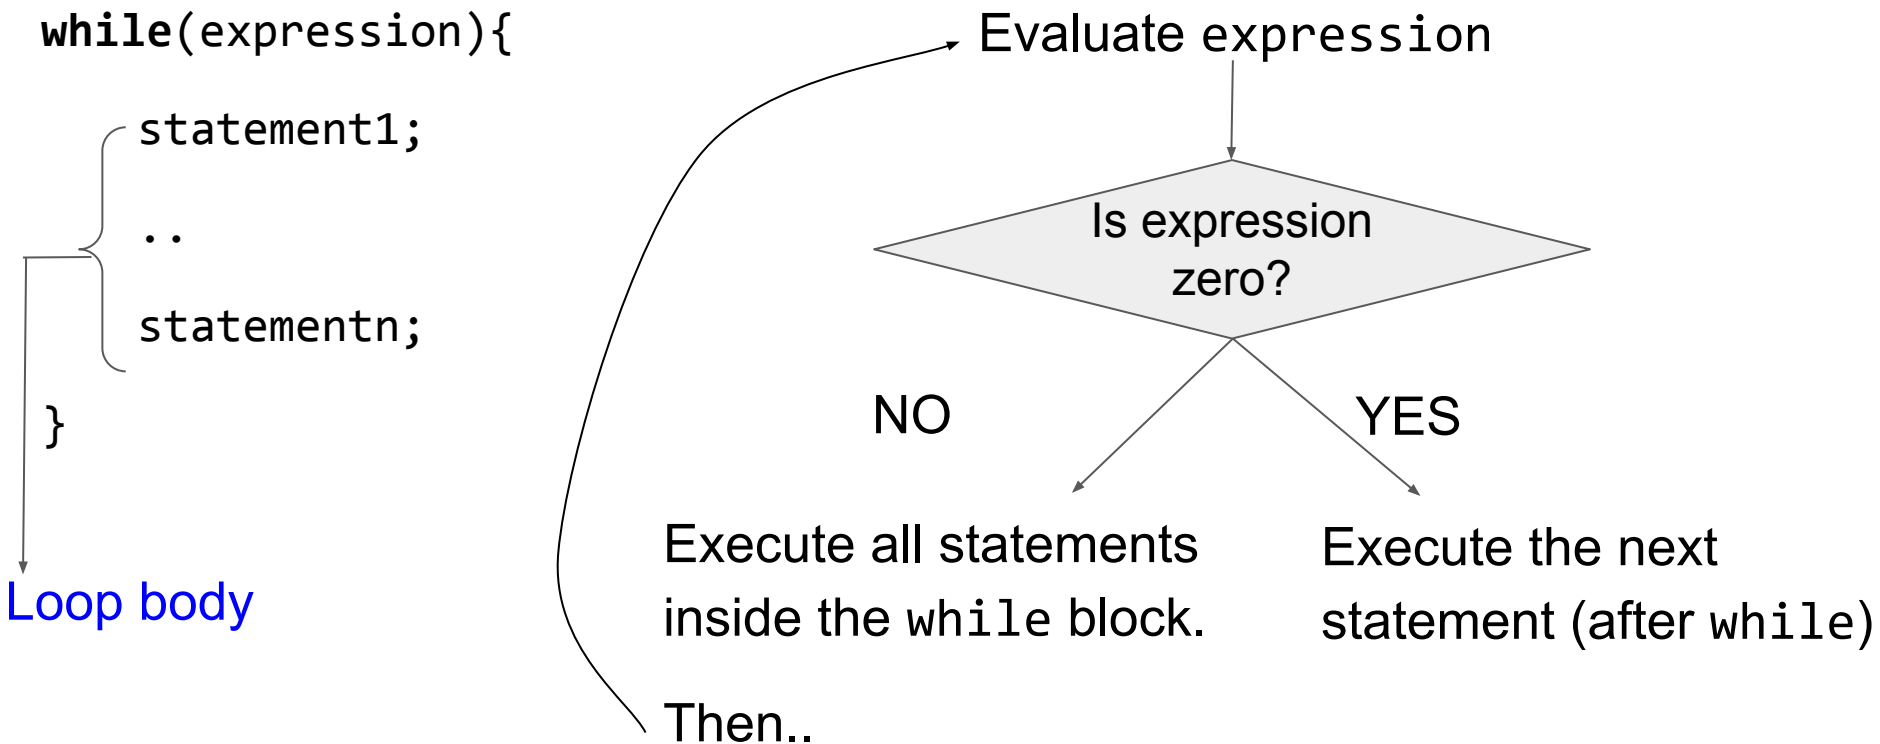 while(expression){
statement1;
..
statementn;
}
Loop body
Evaluate expression
Is expression
zero?
NO
YES
Execute all statements
inside the while block.
Then..
Execute the next
statement (after while)